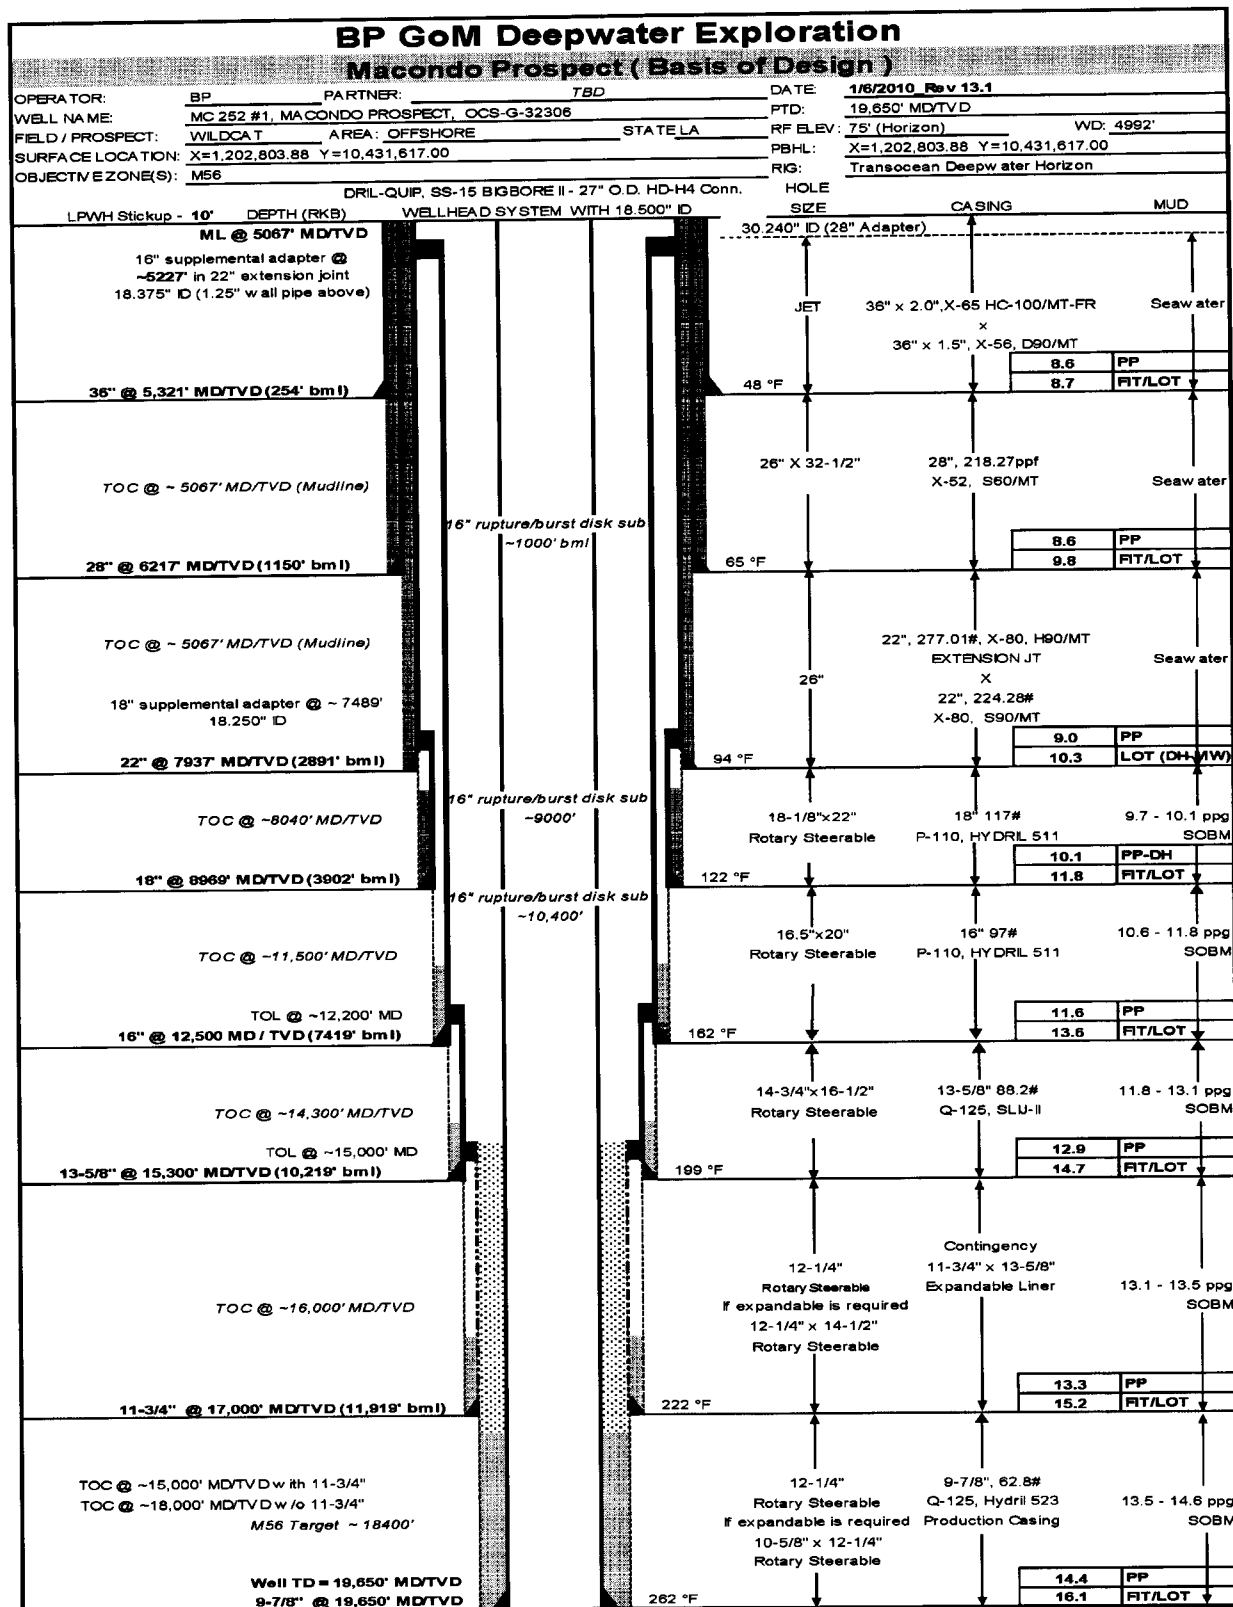 BP GoM Deepwater Exploration
Macondo Prospect ( Basis of Design )
OPERATOR: BP PARTNER: TBD DATE: 1/6/2010_Rev 13.1
WELL NAME: MC 252 #1, MACONDO PROSPECT, OCS-G-32306 PTD: 19,650' MD/TVD
FIELD / PROSPECT: WILDCAT AREA: OFFSHORE STATE LA RF ELEV: 75' (Horizon) WD: 4992'
SURFACE LOCATION: X=1,202,803.88 Y=10,431,617.00 PBHL: X=1,202,803.88 Y=10,431,617.00
OBJECTIVE ZONE(S): M56 RIG: Transocean Deepwater Horizon
DRIL-QUIP, SS-15 BIGBORE II - 27" O.D. HD-H4 Conn. HOLE
LPWH Stickup - 10' DEPTH (RKB) WELLHEAD SYSTEM WITH 18.500" ID SIZE CASING MUD
ML @ 5067' MD/TVD 30.240" ID (28" Adapter)
16" supplemental adapter @
~5227' in 22" extension joint
18.375" ID (1.25" wall pipe above)
JET 36" x 2.0",X-65 HC-100/MT-FR Seawater
x
36" x 1.5", X-56, D90/MT
8.6 PP
36" @ 5,321' MD/TVD (254' bml) 48 °F 8.7 FIT/LOT
26" X 32-1/2" 28", 218.27ppf
TOC @ ~ 5067' MD/TVD (Mudline) X-52, S60/MT Seawater
16" rupture/burst disk sub
~1000' bml
8.6 PP
28" @ 6217' MD/TVD (1150' bml) 65 °F 9.8 FIT/LOT
TOC @ ~ 5067' MD/TVD (Mudline) 22", 277.01#, X-80, H90/MT
EXTENSION JT Seawater
26" X
18" supplemental adapter @ ~ 7489' 22", 224.28#
18.250" ID X-80, S90/MT
9.0 PP
22" @ 7937' MD/TVD (2891' bml) 94 °F 10.3 LOT (DH-MW)
16" rupture/burst disk sub
~9000'
TOC @ ~8040' MD/TVD 18-1/8"x22" 18" 117# 9.7 - 10.1 ppg
Rotary Steerable P-110, HYDRIL 511 SOBM
10.1 PP-DH
18" @ 8969' MD/TVD (3902' bml) 122 °F 11.8 FIT/LOT
16" rupture/burst disk sub
~10,400'
16.5"x20" 16" 97# 10.6 - 11.8 ppg
TOC @ ~11,500' MD/TVD Rotary Steerable P-110, HYDRIL 511 SOBM
TOL @ ~12,200' MD 11.6 PP
16" @ 12,500 MD / TVD (7419' bml) 162 °F 13.6 FIT/LOT
14-3/4"x16-1/2" 13-5/8" 88.2# 11.8 - 13.1 ppg
TOC @ ~14,300' MD/TVD Rotary Steerable Q-125, SLIJ-II SOBM
TOL @ ~15,000' MD 12.9 PP
13-5/8" @ 15,300' MD/TVD (10,219' bml) 199 °F 14.7 FIT/LOT
Contingency
12-1/4" 11-3/4" x 13-5/8"
Rotary Steerable Expandable Liner 13.1 - 13.5 ppg
TOC @ ~16,000' MD/TVD If expandable is required SOBM
12-1/4" x 14-1/2"
Rotary Steerable
13.3 PP
11-3/4" @ 17,000' MD/TVD (11,919' bml) 222 °F 15.2 FIT/LOT
TOC @ ~15,000' MD/TVD with 11-3/4" 12-1/4" 9-7/8", 62.8#
TOC @ ~18,000' MD/TVD w/o 11-3/4" Rotary Steerable Q-125, Hydril 523 13.5 - 14.6 ppg
M56 Target ~ 18400' If expandable is required Production Casing SOBM
10-5/8" x 12-1/4"
Rotary Steerable
Well TD = 19,650' MD/TVD 14.4 PP
9-7/8" @ 19,650' MD/TVD 262 °F 16.1 FIT/LOT